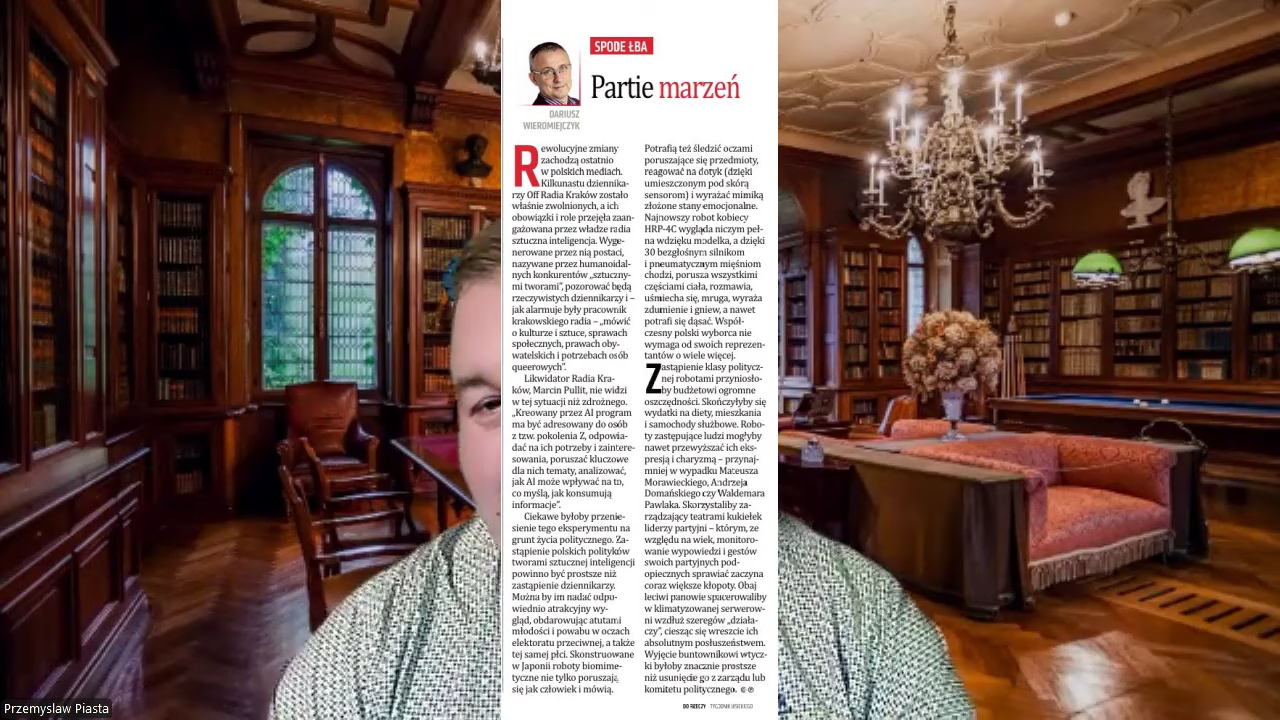 SPODE ŁBA
Partie marzeń
DARIUSZ
WIEROMIEJCZYK
Rewolucyjne zmiany
zachodzą ostatnio
w polskich mediach.
Kilkunastu dziennika-
rzy Off Radia Kraków zostało
właśnie zwolnionych, a ich
obowiązki i role przejęła zaan-
gażowana przez władze radia
sztuczna inteligencja. Wyge-
nerowane przez nią postaci,
nazywane przez humanoidal-
nych konkurentów „sztuczny-
mi tworami”, pozorować będą
rzeczywistych dziennikarzy i –
jak alarmuje były pracownik
krakowskiego radia – „mówić
o kulturze i sztuce, sprawach
społecznych, prawach oby-
watelskich i potrzebach osób
queerowych”.
Likwidator Radia Kra-
ków, Marcin Pullit, nie widzi
w tej sytuacji niż zdrożnego.
„Kreowany przez AI program
ma być adresowany do osób
z tzw. pokolenia Z, odpowia-
dać na ich potrzeby i zaintere-
sowania, poruszać kluczowe
dla nich tematy, analizować,
jak AI może wpływać na to,
co myślą, jak konsumują
informacje”.
Ciekawe byłoby przenie-
sienie tego eksperymentu na
grunt życia politycznego. Za-
stąpienie polskich polityków
tworami sztucznej inteligencji
powinno być prostsze niż
zastąpienie dziennikarzy.
Można by im nadać odpo-
wiednio atrakcyjny wy-
gląd, obdarowując atutami
młodości i powabu w oczach
elektoratu przeciwnej, a także
tej samej płci. Skonstruowane
w Japonii roboty biomime-
tyczne nie tylko poruszają
się jak człowiek i mówią.
Potrafią też śledzić oczami
poruszające się przedmioty,
reagować na dotyk (dzięki
umieszczonym pod skórą
sensorom) i wyrażać mimiką
złożone stany emocjonalne.
Najnowszy robot kobiecy
HRP-4C wygląda niczym peł-
na wdzięku modelka, a dzięki
30 bezgłośnym silnikom
i pneumatycznym mięśniom
chodzi, porusza wszystkimi
częściami ciała, rozmawia,
uśmiecha się, mruga, wyraża
zdumienie i gniew, a nawet
potrafi się dąsać. Współ-
czesny polski wyborca nie
wymaga od swoich reprezen-
tantów o wiele więcej.
Zastąpienie klasy politycz-
nej robotami przyniosło-
by budżetowi ogromne
oszczędności. Skończyłyby się
wydatki na diety, mieszkania
i samochody służbowe. Robo-
ty zastępujące ludzi mogłyby
nawet przewyższać ich eks-
presją i charyzmą – przynaj-
mniej w wypadku Mateusza
Morawieckiego, Andrzeja
Domańskiego czy Waldemara
Pawlaka. Skorzystaliby za-
rządzający teatrami kukiełek
liderzy partyjni – którym, ze
względu na wiek, monitoro-
wanie wypowiedzi i gestów
swoich partyjnych pod-
opiecznych sprawiać zaczyna
coraz większe kłopoty. Obaj
leciwi panowie spacerowaliby
w klimatyzowanej serwerow-
ni wzdłuż szeregów „działa-
czy”, ciesząc się wreszcie ich
absolutnym posłuszeństwem.
Wyjęcie buntownikowi wtycz-
ki byłoby znacznie prostsze
niż usunięcie go z zarządu lub
komitetu politycznego. © ℗
DO RZECZY TYGODNIK LISICKIEGO
Przemyslaw Piasta